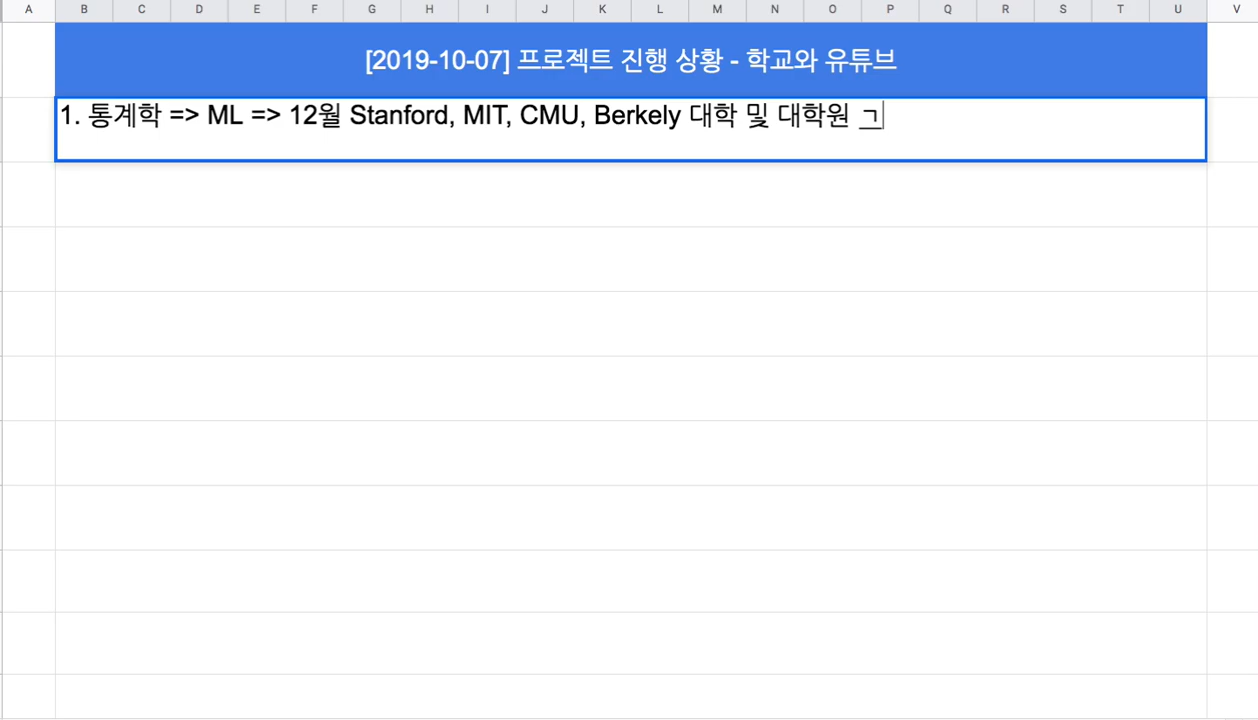 A B C D E F G H I J K L M N O P Q R S T U V
[2019-10-07] 프로젝트 진행 상황 - 학교와 유튜브
1. 통계학 => ML => 12월 Stanford, MIT, CMU, Berkely 대학 및 대학원 ㄱ